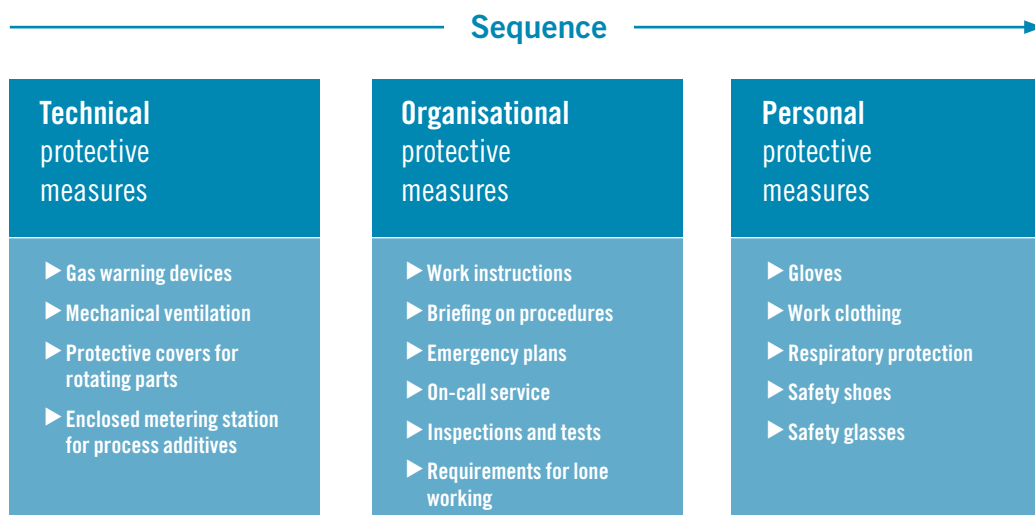 Sequence
Technical
protective
measures
▶ Gas warning devices
▶ Mechanical ventilation
▶ Protective covers for
rotating parts
▶ Enclosed metering station
for process additives
Organisational
protective
measures
▶ Work instructions
▶ Briefing on procedures
▶ Emergency plans
▶ On-call service
▶ Inspections and tests
▶ Requirements for lone
working
Personal
protective
measures
▶ Gloves
▶ Work clothing
▶ Respiratory protection
▶ Safety shoes
▶ Safety glasses